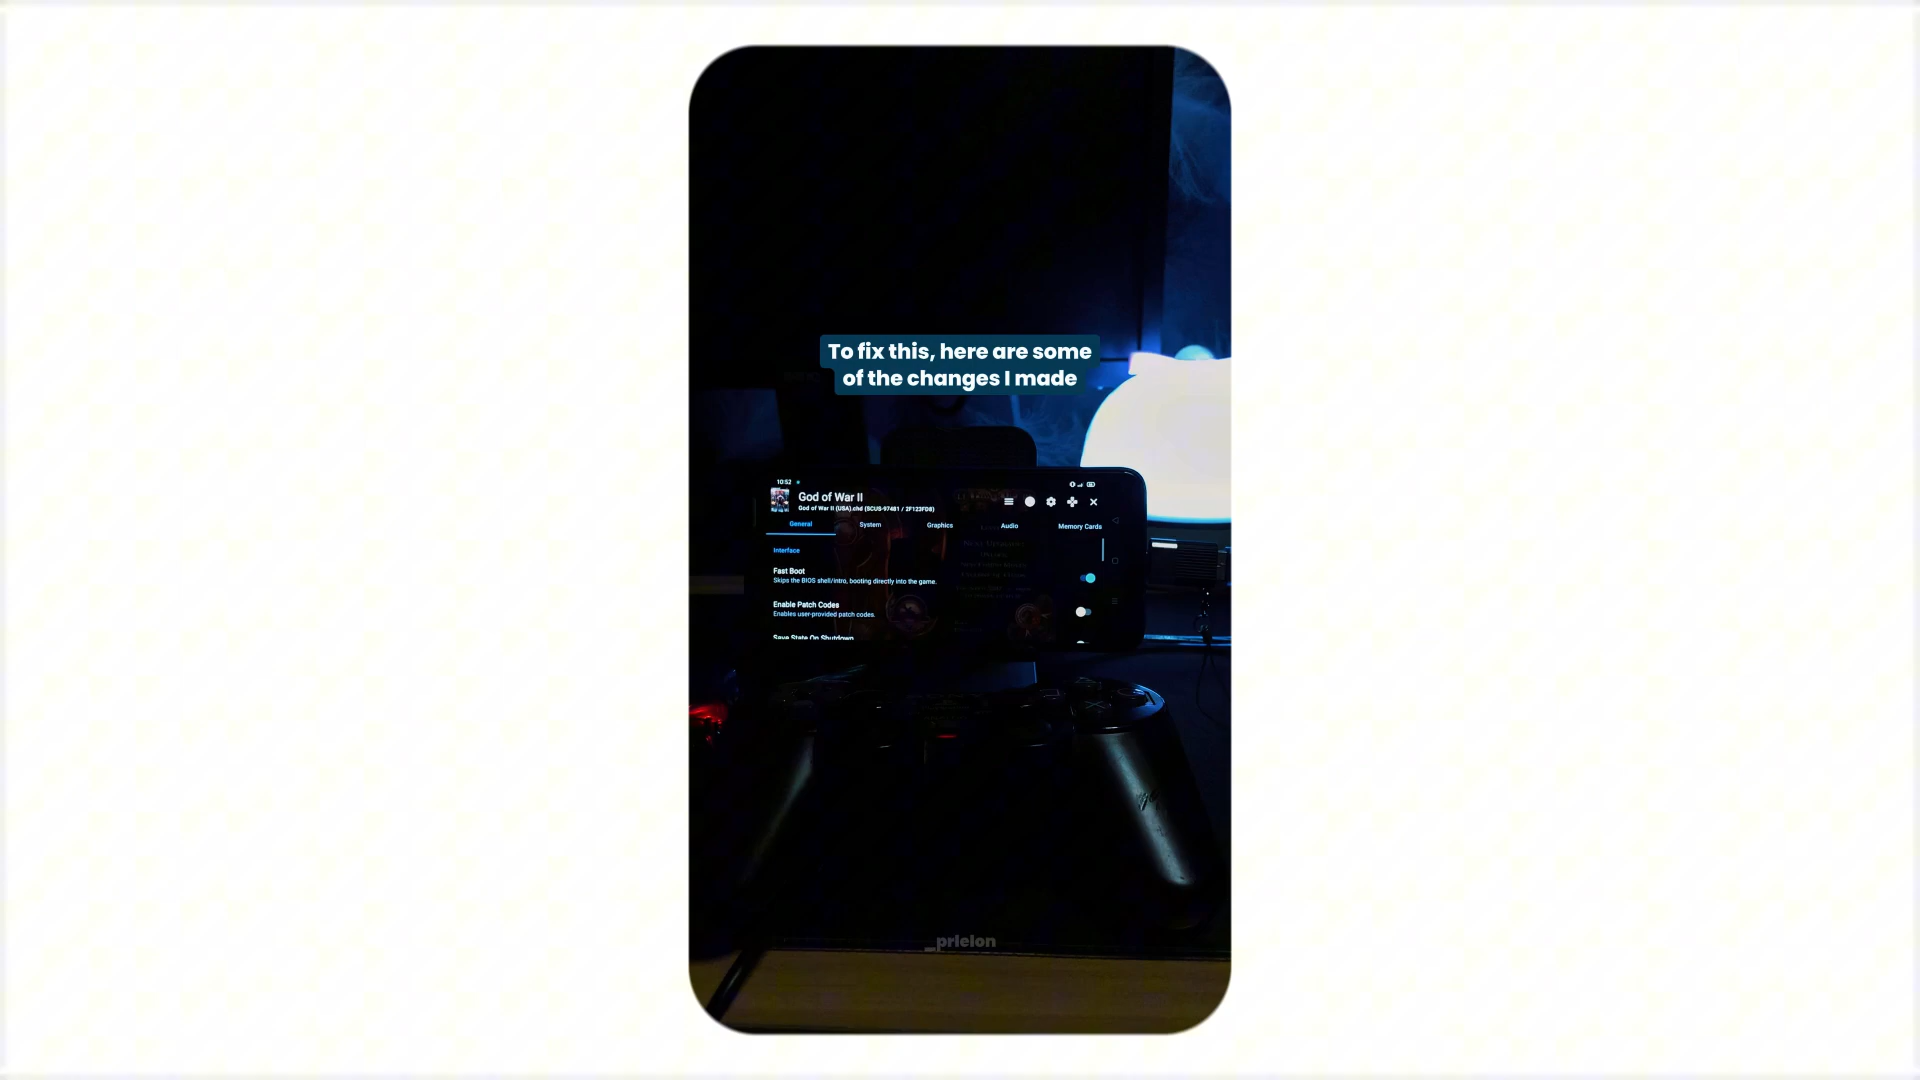 To fix this, here are some
of the changes I made
10:52
God of War II
God of War II (USA).chd (SCUS-97481 / 2F123FD8)
General System Graphics Audio Memory Cards
Interface
Fast Boot
Skips the BIOS shell/intro, booting directly into the game.
Enable Patch Codes
Enables user-provided patch codes.
Save State On Shutdown
_prielon